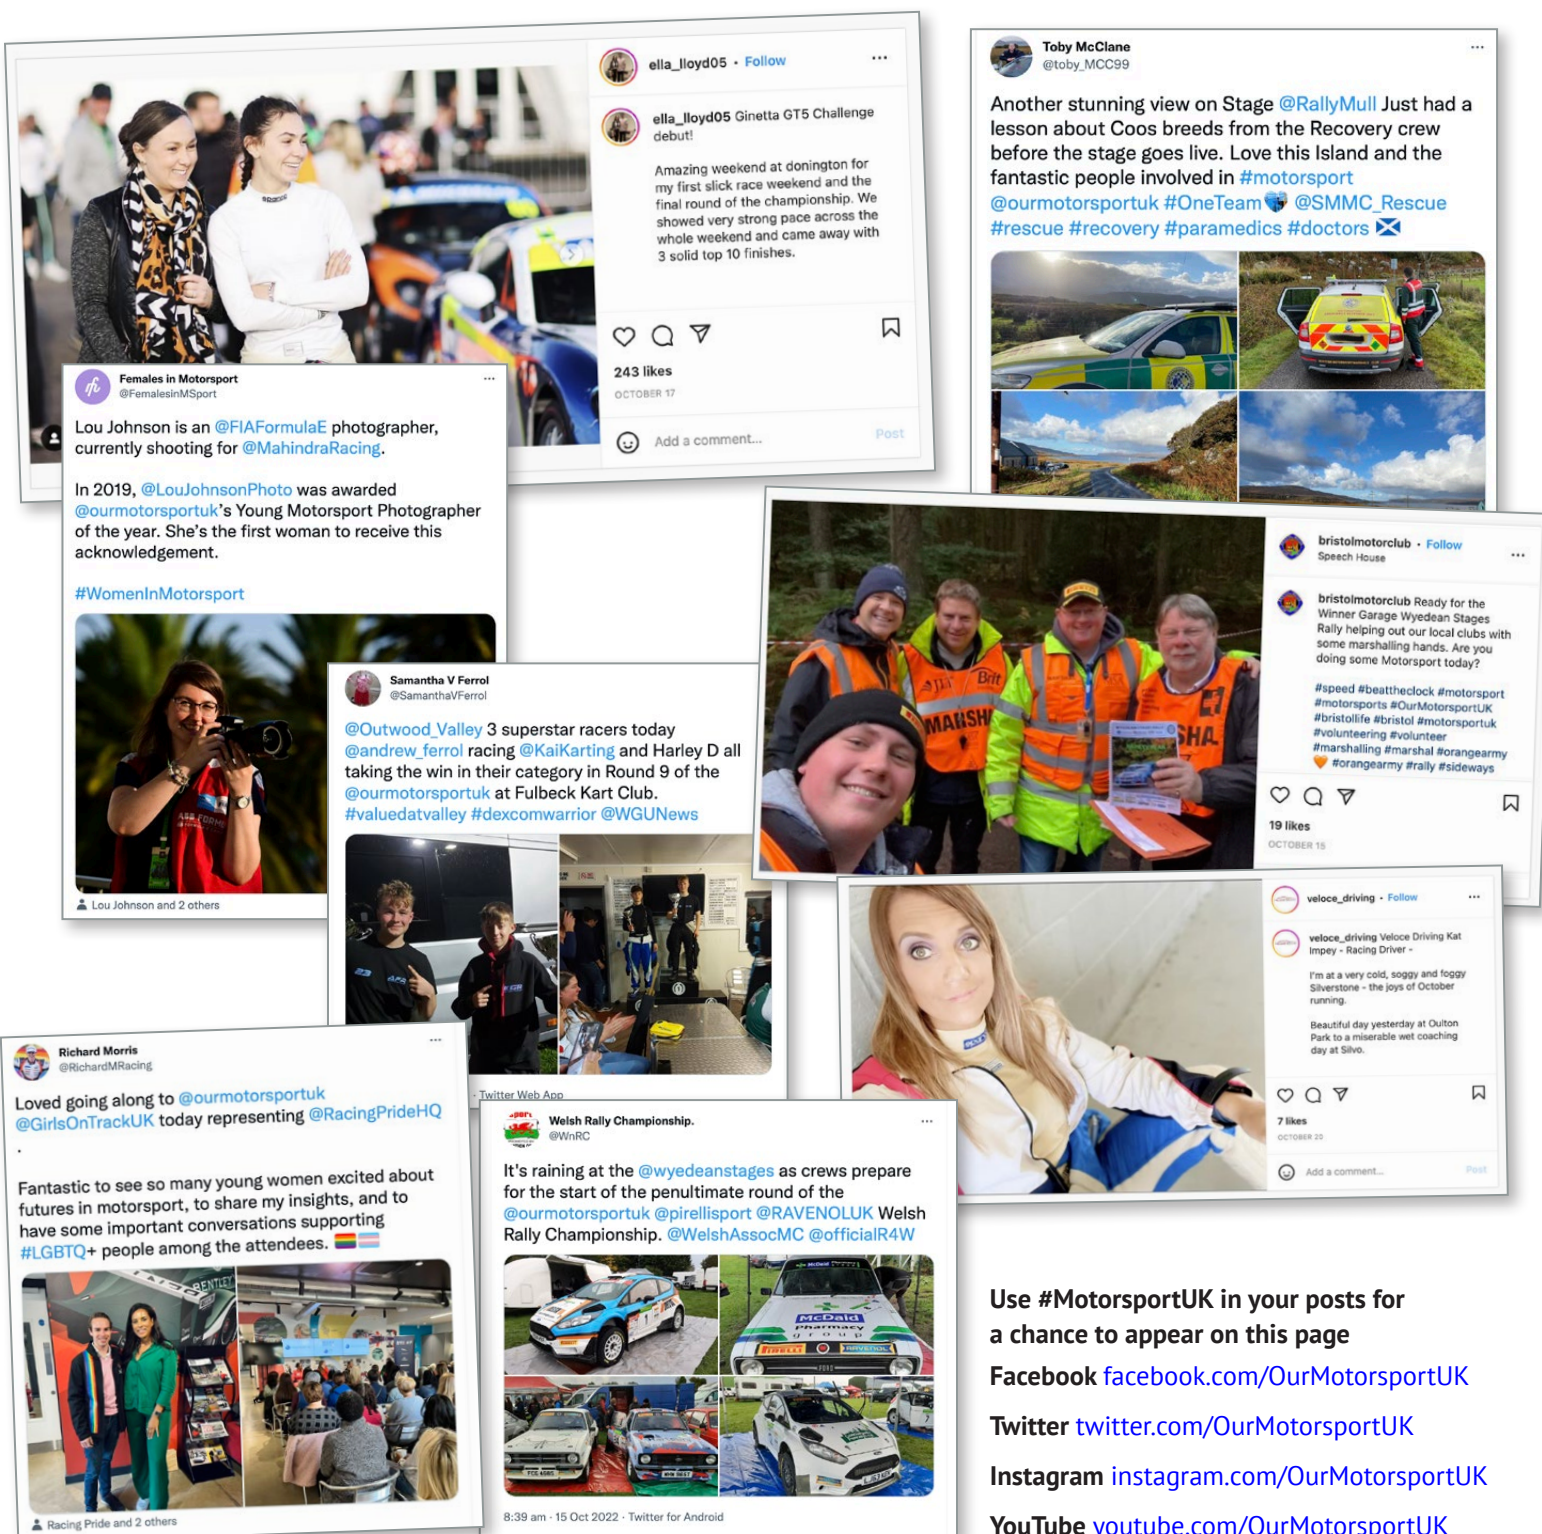 ella_lloyd05 • Follow
ella_lloyd05 Ginetta GT5 Challenge
debut!
Amazing weekend at donington for
my first slick race weekend and the
final round of the championship. We
showed very strong pace across the
whole weekend and came away with
3 solid top 10 finishes.
243 likes
OCTOBER 17
Add a comment...
Post
Toby McClane
@toby_MCC99
Another stunning view on Stage @RallyMull Just had a
lesson about Coos breeds from the Recovery crew
before the stage goes live. Love this Island and the
fantastic people involved in #motorsport
@ourmotorsportuk #OneTeam @SMMC_Rescue
#rescue #recovery #paramedics #doctors
Females in Motorsport
@FemalesinMSport
Lou Johnson is an @FIAFormulaE photographer,
currently shooting for @MahindraRacing.
In 2019, @LouJohnsonPhoto was awarded
@ourmotorsportuk's Young Motorsport Photographer
of the year. She's the first woman to receive this
acknowledgement.
#WomenInMotorsport
Lou Johnson and 2 others
bristolmotorclub • Follow
Speech House
bristolmotorclub Ready for the
Winner Garage Wyedean Stages
Rally helping out our local clubs with
some marshalling hands. Are you
doing some Motorsport today?
#speed #beattheclock #motorsport
#motorsports #OurMotorsportUK
#bristollife #bristol #motorsportuk
#volunteering #volunteer
#marshalling #marshal #orangearmy
🧡 #orangearmy #rally #sideways
19 likes
OCTOBER 15
Samantha V Ferrol
@SamanthaVFerrol
@Outwood_Valley 3 superstar racers today
@andrew_ferrol racing @KaiKarting and Harley D all
taking the win in their category in Round 9 of the
@ourmotorsportuk at Fulbeck Kart Club.
#valuedatvalley #dexcomwarrior @WGUNews
· Twitter Web App
veloce_driving • Follow
veloce_driving Veloce Driving Kat
Impey - Racing Driver -
I'm at a very cold, soggy and foggy
Silverstone - the joys of October
running.
Beautiful day yesterday at Oulton
Park to a miserable wet coaching
day at Silvo.
7 likes
OCTOBER 20
Add a comment...
Post
Richard Morris
@RichardMRacing
Loved going along to @ourmotorsportuk
@GirlsOnTrackUK today representing @RacingPrideHQ
.
Fantastic to see so many young women excited about
futures in motorsport, to share my insights, and to
have some important conversations supporting
#LGBTQ+ people among the attendees.
BENTLEY
Racing Pride and 2 others
Welsh Rally Championship.
@WnRC
It's raining at the @wyedeanstages as crews prepare
for the start of the penultimate round of the
@ourmotorsportuk @pirellisport @RAVENOLUK Welsh
Rally Championship. @WelshAssocMC @officialR4W
McDaid
Pharmacy
group
PIRELLI
RAVENOL
8:39 am · 15 Oct 2022 · Twitter for Android
Use #MotorsportUK in your posts for
a chance to appear on this page
Facebook facebook.com/OurMotorsportUK
Twitter twitter.com/OurMotorsportUK
Instagram instagram.com/OurMotorsportUK
YouTube youtube.com/OurMotorsportUK